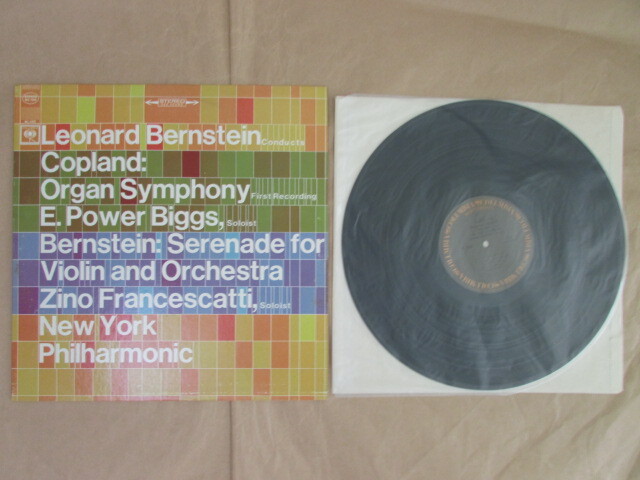 STEREO
Leonard Bernstein Conducts
Copland:
Organ Symphony First Recording
E. Power Biggs, Soloist
Bernstein: Serenade for
Violin and Orchestra
Zino Francescatti, Soloist
New York
Philharmonic